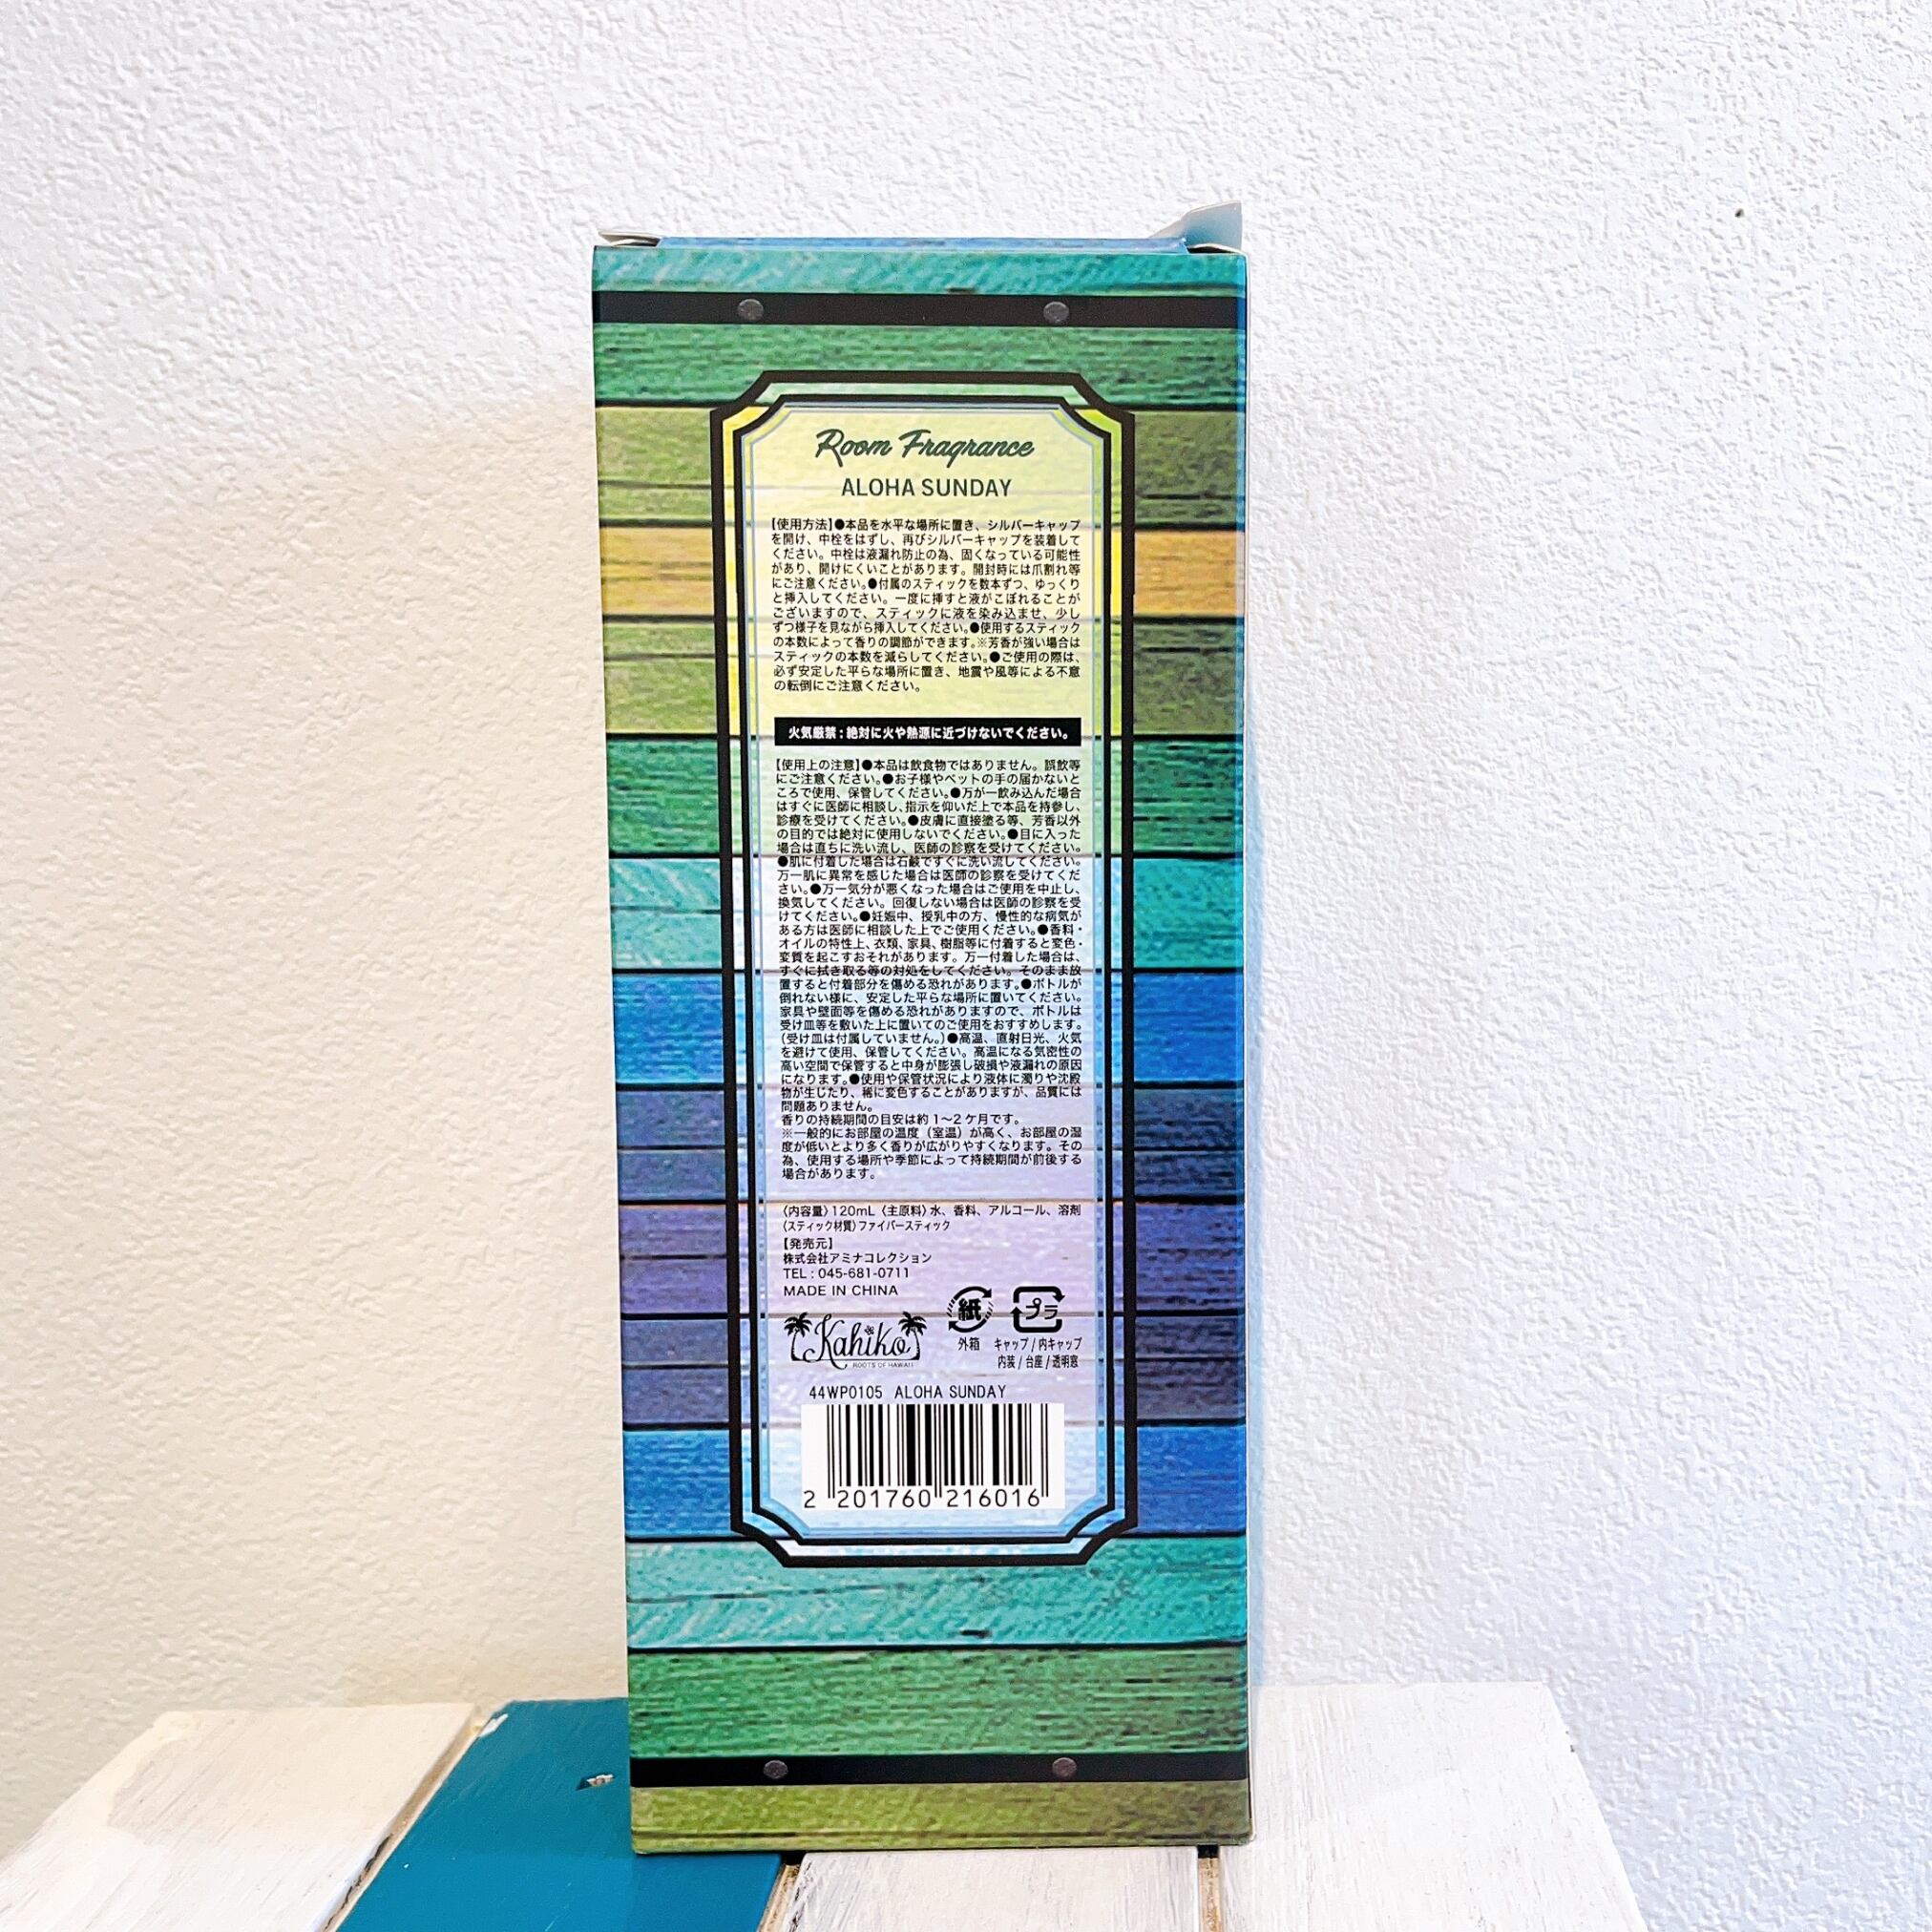 Room Fragrance
ALOHA SUNDAY
【使用方法】●本品を水平な場所に置き、シルバーキャップ
を開け、中栓をはずし、再びシルバーキャップを装着して
ください。中栓は液漏れ防止の為、固くなっている可能性
があり、開けにくいことがあります。開封時には爪割れ等
にご注意ください。●付属のスティックを数本ずつ、ゆっくり
と挿入してください。一度に挿すと液がこぼれることが
ございますので、スティックに液を染み込ませ、少し
ずつ様子を見ながら挿入してください。●使用するスティック
の本数によって香りの調節ができます。※芳香が強い場合は
スティックの本数を減らしてください。●ご使用の際は、
必ず安定した平らな場所に置き、地震や風等による不意
の転倒にご注意ください。
火気厳禁:絶対に火や熱源に近づけないでください。
【使用上の注意】●本品は飲食物ではありません。誤飲等
にご注意ください。●お子様やペットの手の届かないと
ころで使用、保管してください。●万が一飲み込んだ場合
はすぐに医師に相談し、指示を仰いだ上で本品を持参し、
診療を受けてください。●皮膚に直接塗る等、芳香以外
の目的では絶対に使用しないでください。●目に入った
場合は直ちに洗い流し、医師の診察を受けてください。
●肌に付着した場合は石鹸ですぐに洗い流してください。
万一肌に異常を感じた場合は医師の診察を受けてくだ
さい。●万一気分が悪くなった場合はご使用を中止し、
換気してください。回復しない場合は医師の診察を受
けてください。●妊娠中、授乳中の方、慢性的な病気が
ある方は医師に相談した上でご使用ください。●香料・
オイルの特性上、衣類、家具、樹脂等に付着すると変色・
変質を起こすおそれがあります。万一付着した場合は、
すぐに拭き取る等の対処をしてください。そのまま放
置すると付着部分を傷める恐れがあります。●ボトルが
倒れない様に、安定した平らな場所に置いてください。
家具や壁面等を傷める恐れがありますので、ボトルは
受け皿等を敷いた上に置いてのご使用をおすすめします。
(受け皿は付属していません。)●高温、直射日光、火気
を避けて使用、保管してください。高温になる気密性の
高い空間で保管すると中身が膨張し破損や液漏れの原因
になります。●使用や保管状況により液体に濁りや沈殿
物が生じたり、稀に変色することがありますが、品質には
問題ありません。
香りの持続期間の目安は約1〜2ケ月です。
※一般的にお部屋の温度（室温）が高く、お部屋の湿
度が低いとより多く香りが広がりやすくなります。その
為、使用する場所や季節によって持続期間が前後する
場合があります。
〈内容量〉120mL〈主原料〉水、香料、アルコール、溶剤
〈スティック材質〉ファイバースティック
【発売元】
株式会社アミナコレクション
TEL : 045-681-0711
MADE IN CHINA
Kahiko
ROOTS OF HAWAII
紙
外箱
プラ
キャップ/内キャップ
内装/台座/透明窓
44WP0105 ALOHA SUNDAY
2 201760 216016